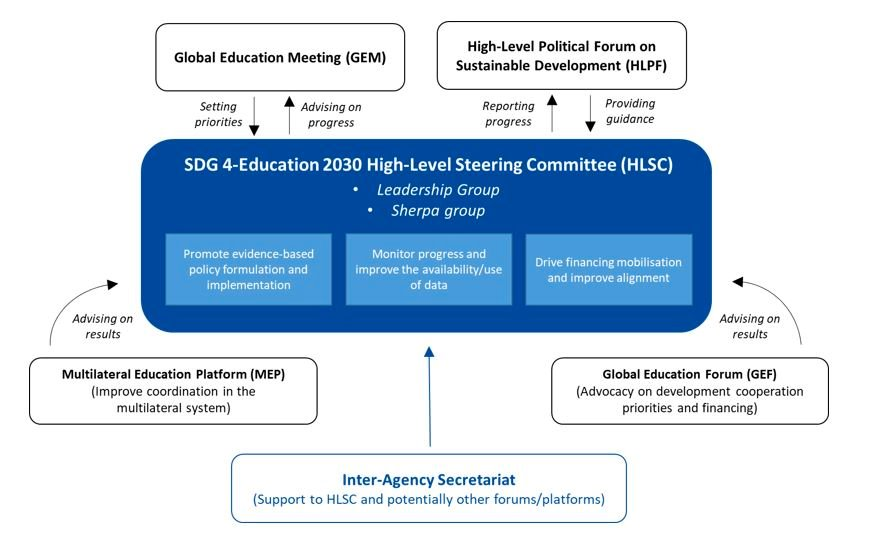 Global Education Meeting (GEM)
High-Level Political Forum on
Sustainable Development (HLPF)
Setting
priorities
Advising on
progress
Reporting
progress
Providing
guidance
SDG 4-Education 2030 High-Level Steering Committee (HLSC)
• Leadership Group
• Sherpa group
Promote evidence-based
policy formulation and
implementation
Monitor progress and
improve the availability/use
of data
Drive financing mobilisation
and improve alignment
Advising on
results
Advising on
results
Multilateral Education Platform (MEP)
(Improve coordination in the
multilateral system)
Global Education Forum (GEF)
(Advocacy on development cooperation
priorities and financing)
Inter-Agency Secretariat
(Support to HLSC and potentially other forums/platforms)